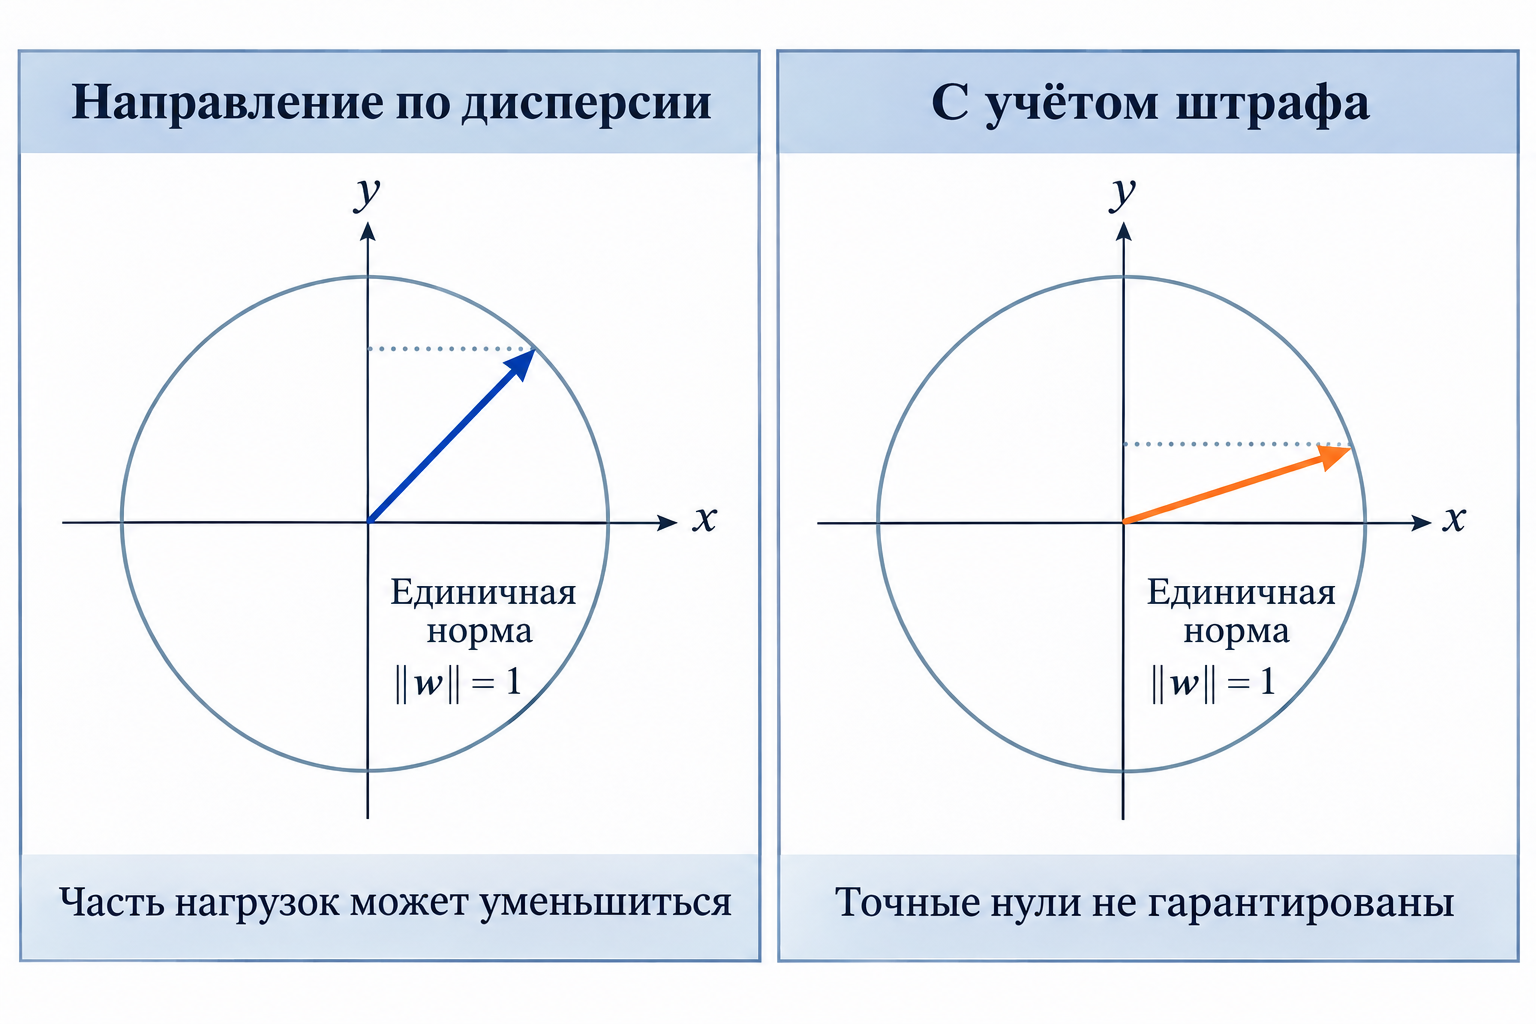 Направление по дисперсии
y
x
Единичная
норма
‖w‖ = 1
Часть нагрузок может уменьшиться
С учётом штрафа
y
x
Единичная
норма
‖w‖ = 1
Точные нули не гарантированы